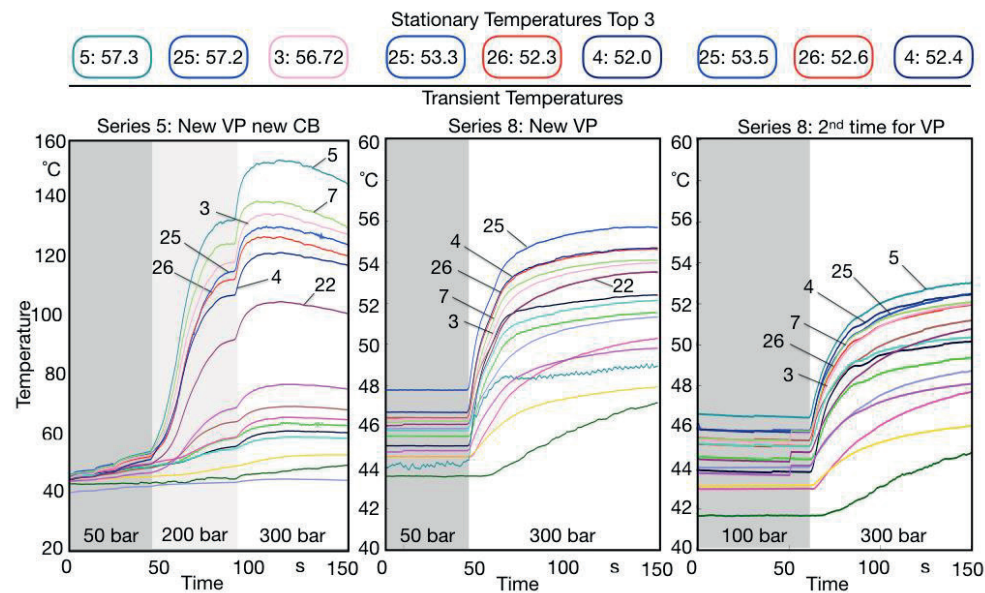 Stationary Temperatures Top 3
5: 57.3 25: 57.2 3: 56.72 25: 53.3 26: 52.3 4: 52.0 25: 53.5 26: 52.6 4: 52.4
Transient Temperatures
Series 5: New VP new CB
160
°C
140
120
100
80
60
40
20
Temperature
5
7
3
25
26
4
22
50 bar 200 bar 300 bar
0 50 100 s 150
Time
Series 8: New VP
60
°C
56
54
52
50
48
46
44
42
40
25
4
26
22
7
3
50 bar 300 bar
0 50 100 s 150
Time
Series 8: 2nd time for VP
60
°C
56
54
52
50
48
46
44
42
40
5
25
4
7
26
3
100 bar 300 bar
0 50 100 s 150
Time